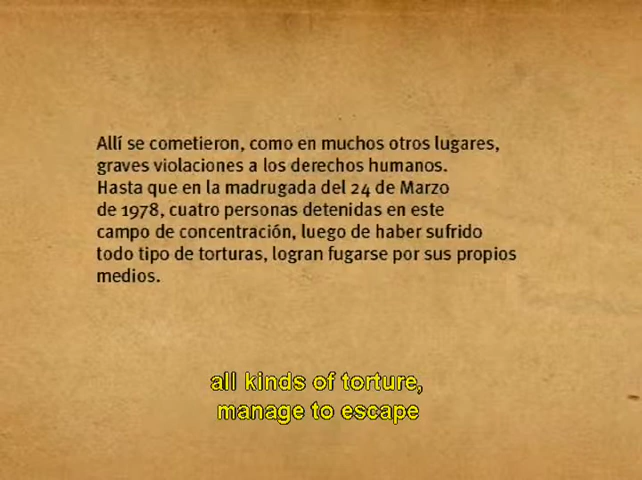 Allí se cometieron, como en muchos otros lugares,
graves violaciones a los derechos humanos.
Hasta que en la madrugada del 24 de Marzo
de 1978, cuatro personas detenidas en este
campo de concentración, luego de haber sufrido
todo tipo de torturas, logran fugarse por sus propios
medios.
all kinds of torture,
manage to escape